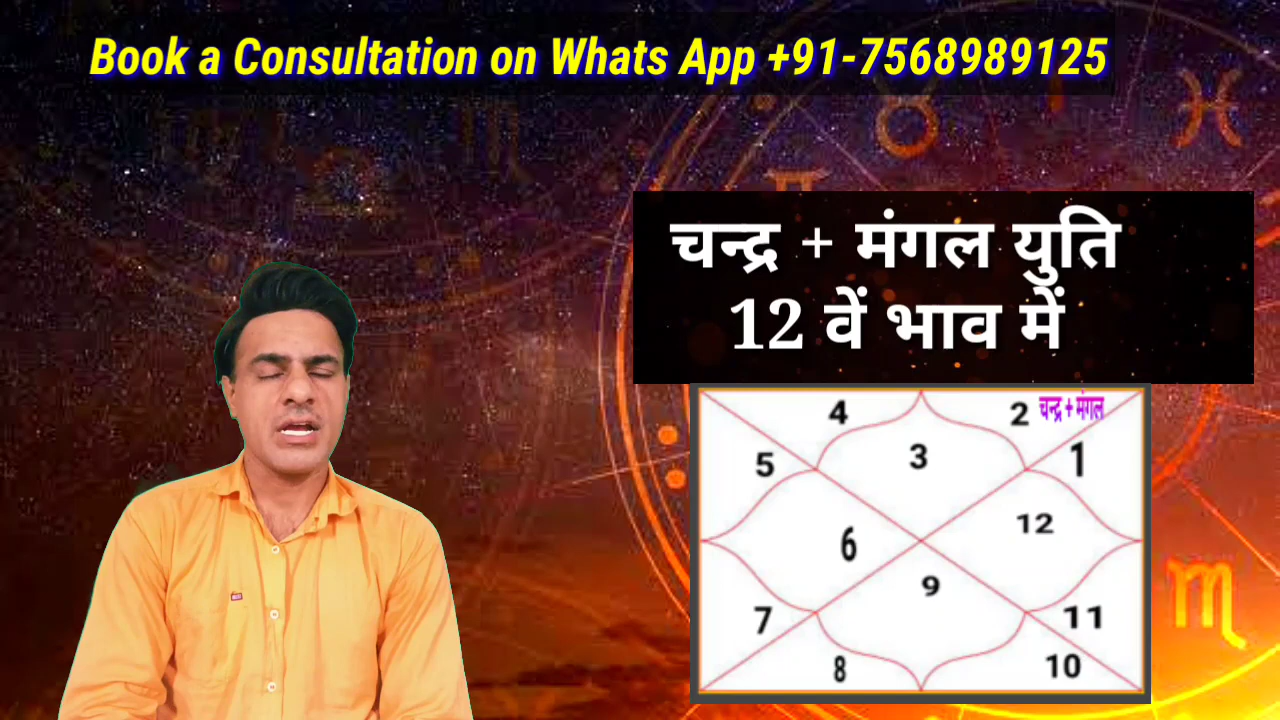 Book a Consultation on Whats App +91-7568989125
चन्द्र + मंगल युति
12 वें भाव में
4
2 चन्द्र + मंगल
5
3
1
6
12
9
7
11
8
10